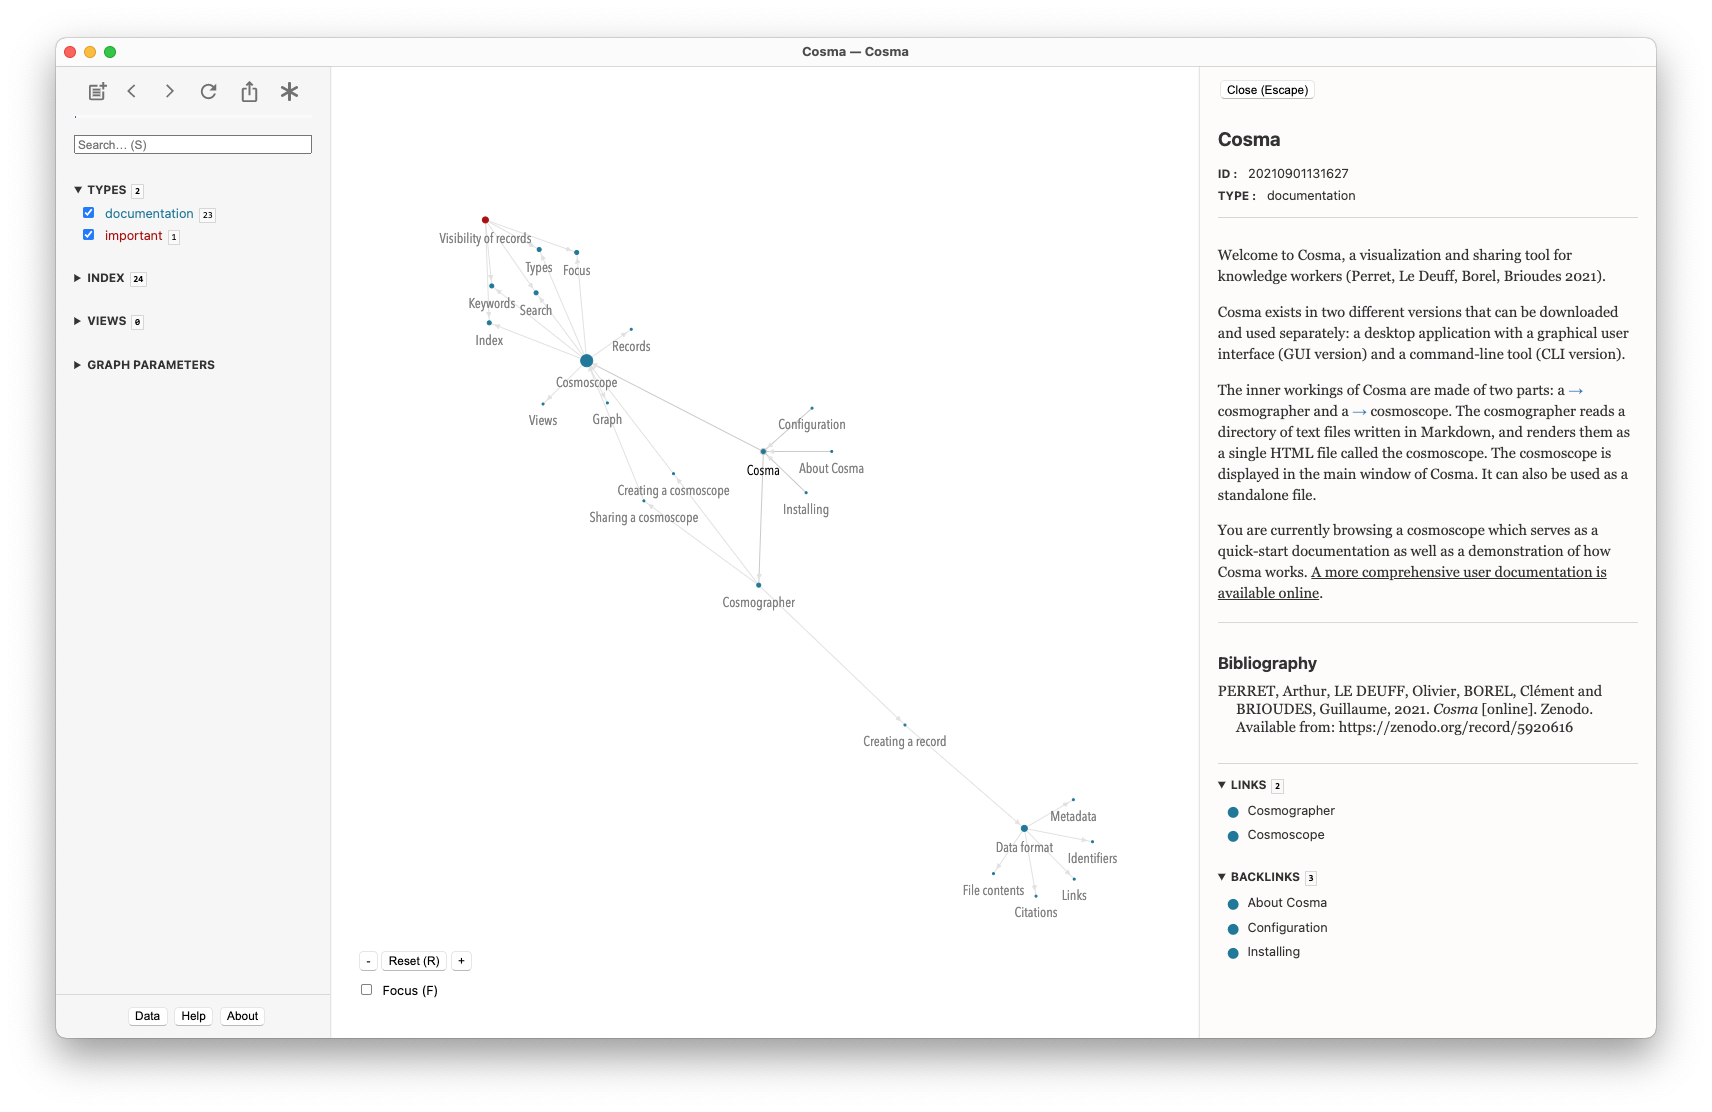 Cosma — Cosma
Search... (S)
TYPES 2
documentation 23
important 1
INDEX 24
VIEWS 0
GRAPH PARAMETERS
Data
Help
About
Visibility of records
Types
Focus
Keywords
Search
Index
Records
Cosmoscope
Views
Graph
Configuration
Cosma
About Cosma
Creating a cosmoscope
Installing
Sharing a cosmoscope
Cosmographer
Creating a record
Metadata
Data format
Identifiers
File contents
Links
Citations
- Reset (R) +
Focus (F)
Close (Escape)
Cosma
ID : 20210901131627
TYPE : documentation
Welcome to Cosma, a visualization and sharing tool for
knowledge workers (Perret, Le Deuff, Borel, Brioudes 2021).
Cosma exists in two different versions that can be downloaded
and used separately: a desktop application with a graphical user
interface (GUI version) and a command-line tool (CLI version).
The inner workings of Cosma are made of two parts: a →
cosmographer and a → cosmoscope. The cosmographer reads a
directory of text files written in Markdown, and renders them as
a single HTML file called the cosmoscope. The cosmoscope is
displayed in the main window of Cosma. It can also be used as a
standalone file.
You are currently browsing a cosmoscope which serves as a
quick-start documentation as well as a demonstration of how
Cosma works. A more comprehensive user documentation is
available online.
Bibliography
PERRET, Arthur, LE DEUFF, Olivier, BOREL, Clément and
BRIOUDES, Guillaume, 2021. Cosma [online]. Zenodo.
Available from: https://zenodo.org/record/5920616
LINKS 2
Cosmographer
Cosmoscope
BACKLINKS 3
About Cosma
Configuration
Installing